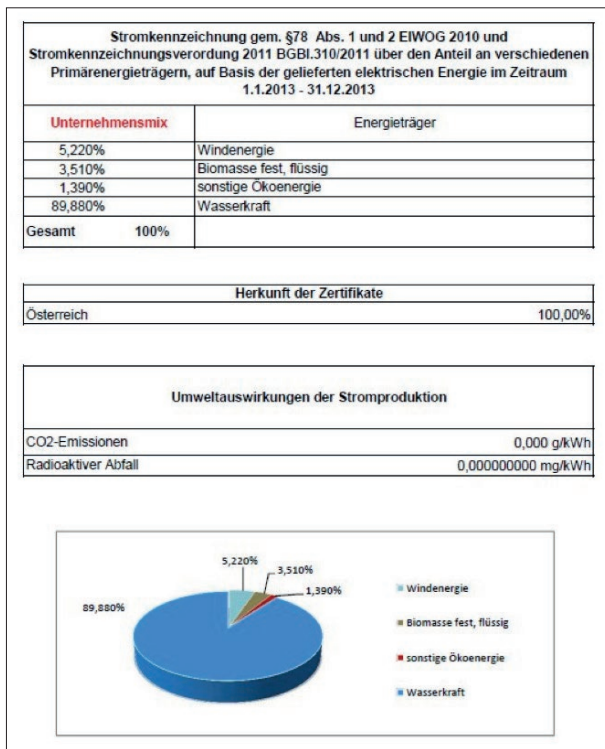 Stromkennzeichnung gem. §78 Abs. 1 und 2 ElWOG 2010 und
Stromkennzeichnungsverordung 2011 BGBl.310/2011 über den Anteil an verschiedenen
Primärenergieträgern, auf Basis der gelieferten elektrischen Energie im Zeitraum
1.1.2013 - 31.12.2013
Unternehmensmix Energieträger
5,220% Windenergie
3,510% Biomasse fest, flüssig
1,390% sonstige Ökoenergie
89,880% Wasserkraft
Gesamt 100%
Herkunft der Zertifikate
Österreich 100,00%
Umweltauswirkungen der Stromproduktion
CO2-Emissionen 0,000 g/kWh
Radioaktiver Abfall 0,000000000 mg/kWh
5,220%
3,510%
1,390%
89,880%
Windenergie
Biomasse fest, flüssig
sonstige Ökoenergie
Wasserkraft